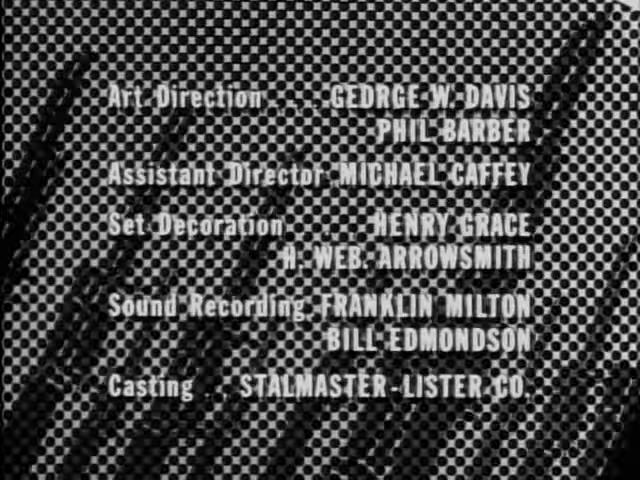 Art Direction . . . . GEORGE W. DAVIS
PHIL BARBER
Assistant Director MICHAEL CAFFEY
Set Decoration . . . . HENRY GRACE
H. WEB. ARROWSMITH
Sound Recording . FRANKLIN MILTON
BILL EDMONDSON
Casting . . . STALMASTER-LISTER CO.